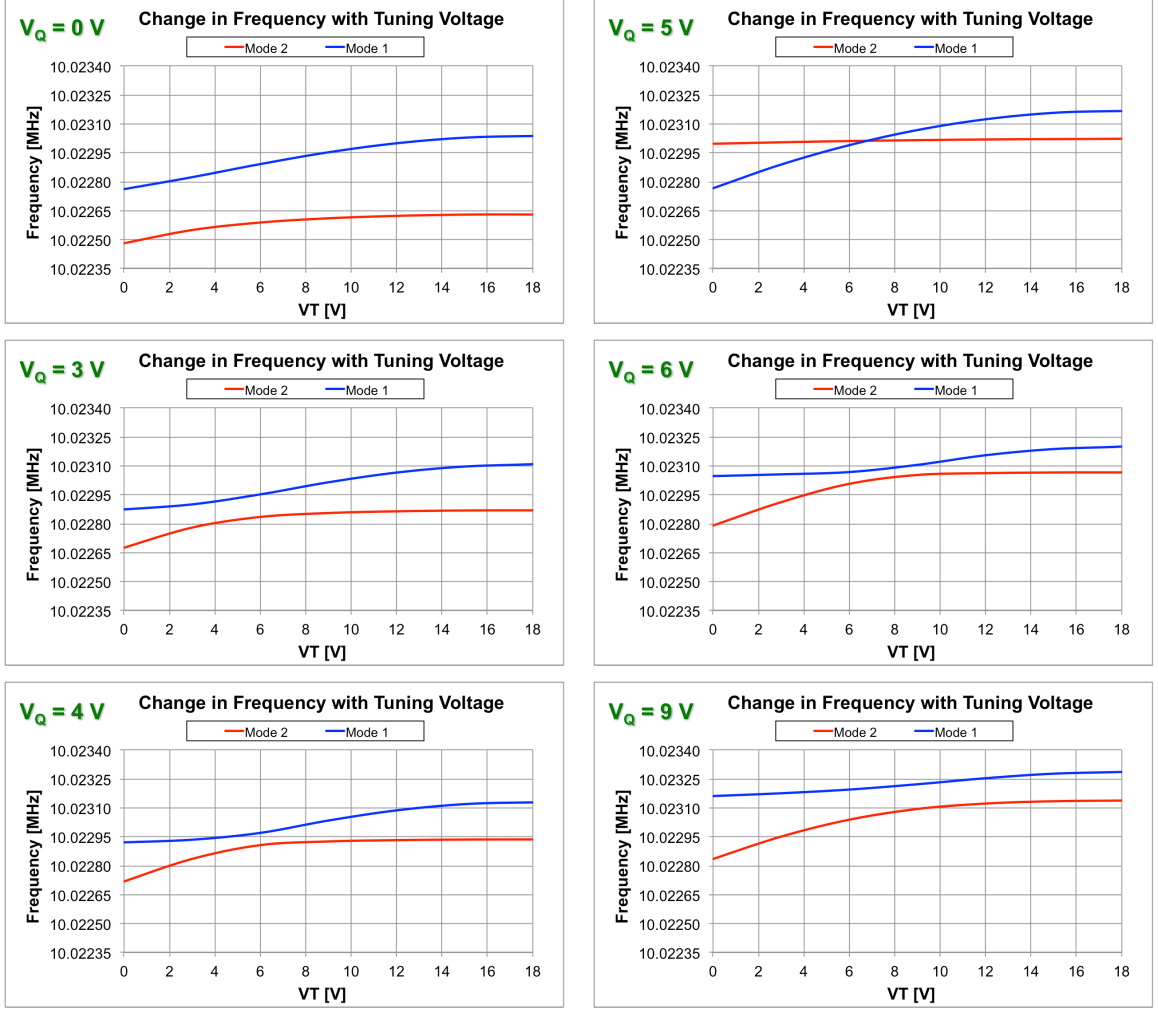 V_Q = 0 V
Change in Frequency with Tuning Voltage
Mode 2 Mode 1
Frequency [MHz]
10.02340
10.02325
10.02310
10.02295
10.02280
10.02265
10.02250
10.02235
0 2 4 6 8 10 12 14 16 18
VT [V]
V_Q = 5 V
Change in Frequency with Tuning Voltage
Mode 2 Mode 1
Frequency [MHz]
10.02340
10.02325
10.02310
10.02295
10.02280
10.02265
10.02250
10.02235
0 2 4 6 8 10 12 14 16 18
VT [V]
V_Q = 3 V
Change in Frequency with Tuning Voltage
Mode 2 Mode 1
Frequency [MHz]
10.02340
10.02325
10.02310
10.02295
10.02280
10.02265
10.02250
10.02235
0 2 4 6 8 10 12 14 16 18
VT [V]
V_Q = 6 V
Change in Frequency with Tuning Voltage
Mode 2 Mode 1
Frequency [MHz]
10.02340
10.02325
10.02310
10.02295
10.02280
10.02265
10.02250
10.02235
0 2 4 6 8 10 12 14 16 18
VT [V]
V_Q = 4 V
Change in Frequency with Tuning Voltage
Mode 2 Mode 1
Frequency [MHz]
10.02340
10.02325
10.02310
10.02295
10.02280
10.02265
10.02250
10.02235
0 2 4 6 8 10 12 14 16 18
VT [V]
V_Q = 9 V
Change in Frequency with Tuning Voltage
Mode 2 Mode 1
Frequency [MHz]
10.02340
10.02325
10.02310
10.02295
10.02280
10.02265
10.02250
10.02235
0 2 4 6 8 10 12 14 16 18
VT [V]